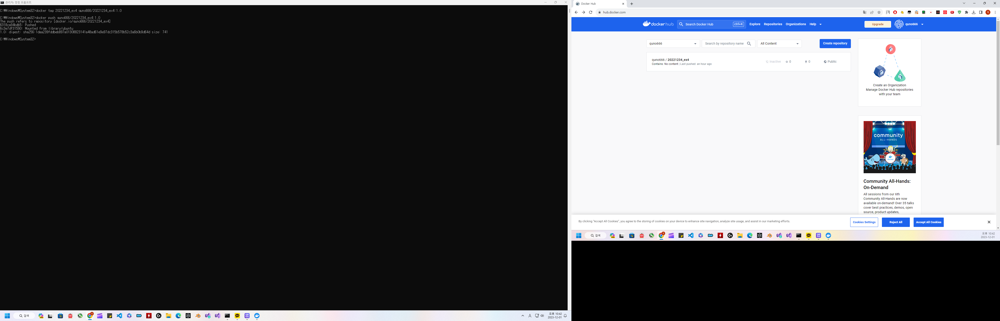 관리자: 명령 프롬프트
C:₩Windows₩System32>docker tag 20221234_ex4 quno666/20221234_ex4:1.0
C:₩Windows₩System32>docker push quno666/20221234_ex4:1.0
The push refers to repository [docker.io/quno666/20221234_ex4]
6318ca94bdb5: Pushed
6c3e7df31590: Mounted from library/ubuntu
1.0: digest: sha256:1daa239fddbeb897a01308823141a48ad61e9e97dc315b578b52c3a6b0b9d64d size: 741
C:₩Windows₩System32>
검색
A
오후 10:42
2023-12-01
Docker Hub
hub.docker.com
docker hub
Search Docker Hub
ctrl+K
Explore
Repositories
Organizations
Help
Upgrade
quno666
quno666
Search by repository name
All Content
Create repository
quno666 / 20221234_ex4
Contains: No content | Last pushed: an hour ago
Inactive
0
0
Public
Create an Organization
Manage Docker Hub repositories
with your team
community
ALL-HANDS
docker
Community All-Hands:
On-Demand
All sessions from our 6th
Community All-Hands are now
available on-demand! Over 35 talks
cover best practices, demos, open
source, product updates,
By clicking “Accept All Cookies”, you agree to the storing of cookies on your device to enhance site navigation, analyze site usage, and assist in our marketing efforts.
Cookies Settings
Reject All
Accept All Cookies
검색
오후 10:42
2023-12-01